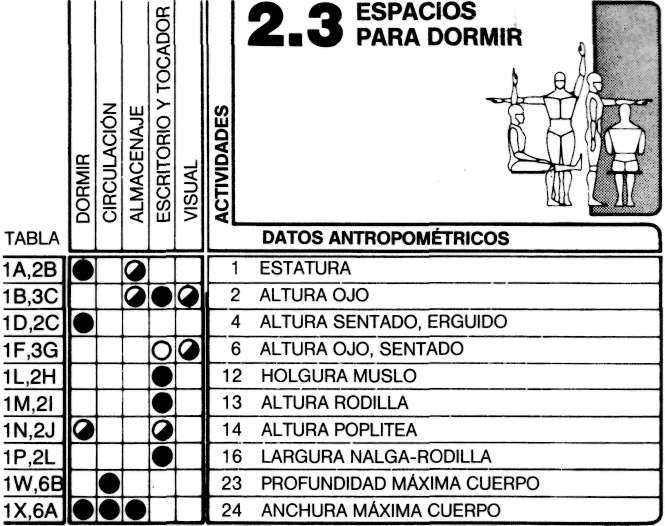 2.3 ESPACIOS
PARA DORMIR
TABLA
DORMIR
CIRCULACIÓN
ALMACENAJE
ESCRITORIO Y TOCADOR
VISUAL
ACTIVIDADES
DATOS ANTROPOMÉTRICOS
1A,2B 1 ESTATURA
1B,3C 2 ALTURA OJO
1D,2C 4 ALTURA SENTADO, ERGUIDO
1F,3G 6 ALTURA OJO, SENTADO
1L,2H 12 HOLGURA MUSLO
1M,2I 13 ALTURA RODILLA
1N,2J 14 ALTURA POPLITEA
1P,2L 16 LARGURA NALGA-RODILLA
1W,6B 23 PROFUNDIDAD MÁXIMA CUERPO
1X,6A 24 ANCHURA MÁXIMA CUERPO